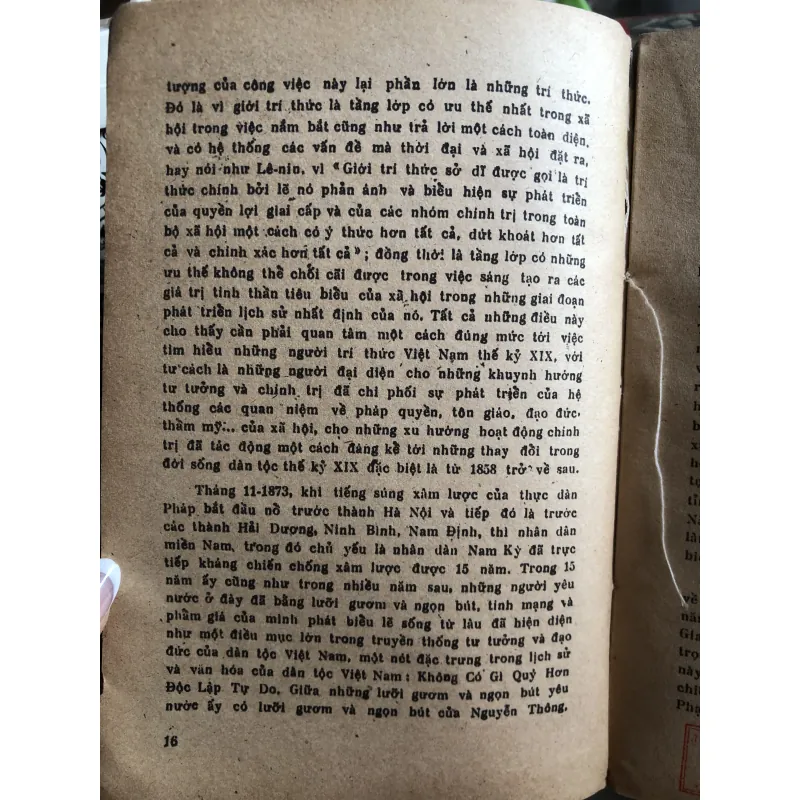 tượng của công việc này lại phần lớn là những trí thức.
Đó là vì giới trí thức là tầng lớp có ưu thế nhất trong xã
hội trong việc nắm bắt cũng như trả lời một cách toàn diện,
và có hệ thống các vấn đề mà thời đại và xã hội đặt ra,
hay nói như Lê-nin, vì « Giới trí thức sở dĩ được gọi là trí
thức chính bởi lẽ nó phản ánh và biểu hiện sự phát triển
của quyền lợi giai cấp và của các nhóm chính trị trong toàn
bộ xã hội một cách có ý thức hơn tất cả, dứt khoát hơn tất
cả và chính xác hơn tất cả » ; đồng thời là tầng lớp có những
ưu thế không thể chối cãi được trong việc sáng tạo ra các
giá trị tinh thần tiêu biểu của xã hội trong những giai đoạn
phát triển lịch sử nhất định của nó. Tất cả những điều này
cho thấy cần phải quan tâm một cách đúng mức tới việc
tìm hiểu những người trí thức Việt Nam thế kỷ XIX, với
tư cách là những người đại diện cho những khuynh hướng
tư tưởng và chính trị đã chi phối sự phát triển của hệ
thống các quan niệm về pháp quyền, tôn giáo, đạo đức,
thẩm mỹ... của xã hội, cho những xu hướng hoạt động chính
trị đã tác động một cách đáng kể tới những thay đổi trong
đời sống dân tộc thế kỷ XIX đặc biệt là từ 1858 trở về sau.
Tháng 11-1873, khi tiếng súng xâm lược của thực dân
Pháp bắt đầu nổ trước thành Hà Nội và tiếp đó là trước
các thành Hải Dương, Ninh Bình, Nam Định, thì nhân dân
miền Nam, trong đó chủ yếu là nhân dân Nam Kỳ đã trực
tiếp kháng chiến chống xâm lược được 15 năm. Trong 15
năm ấy cũng như trong nhiều năm sau, những người yêu
nước ở đây đã bằng lưỡi gươm và ngọn bút, tính mạng và
phẩm giá của mình phát biểu lẽ sống từ lâu đã hiện diện
như một điều mục lớn trong truyền thống tư tưởng và đạo
đức của dân tộc Việt Nam, một nét đặc trưng trong lịch sử
và văn hóa của dân tộc Việt Nam : Không Có Gì Quý Hơn
Độc Lập Tự Do. Giữa những lưỡi gươm và ngọn bút yêu
nước ấy có lưỡi gươm và ngọn bút của Nguyễn Thông.
16